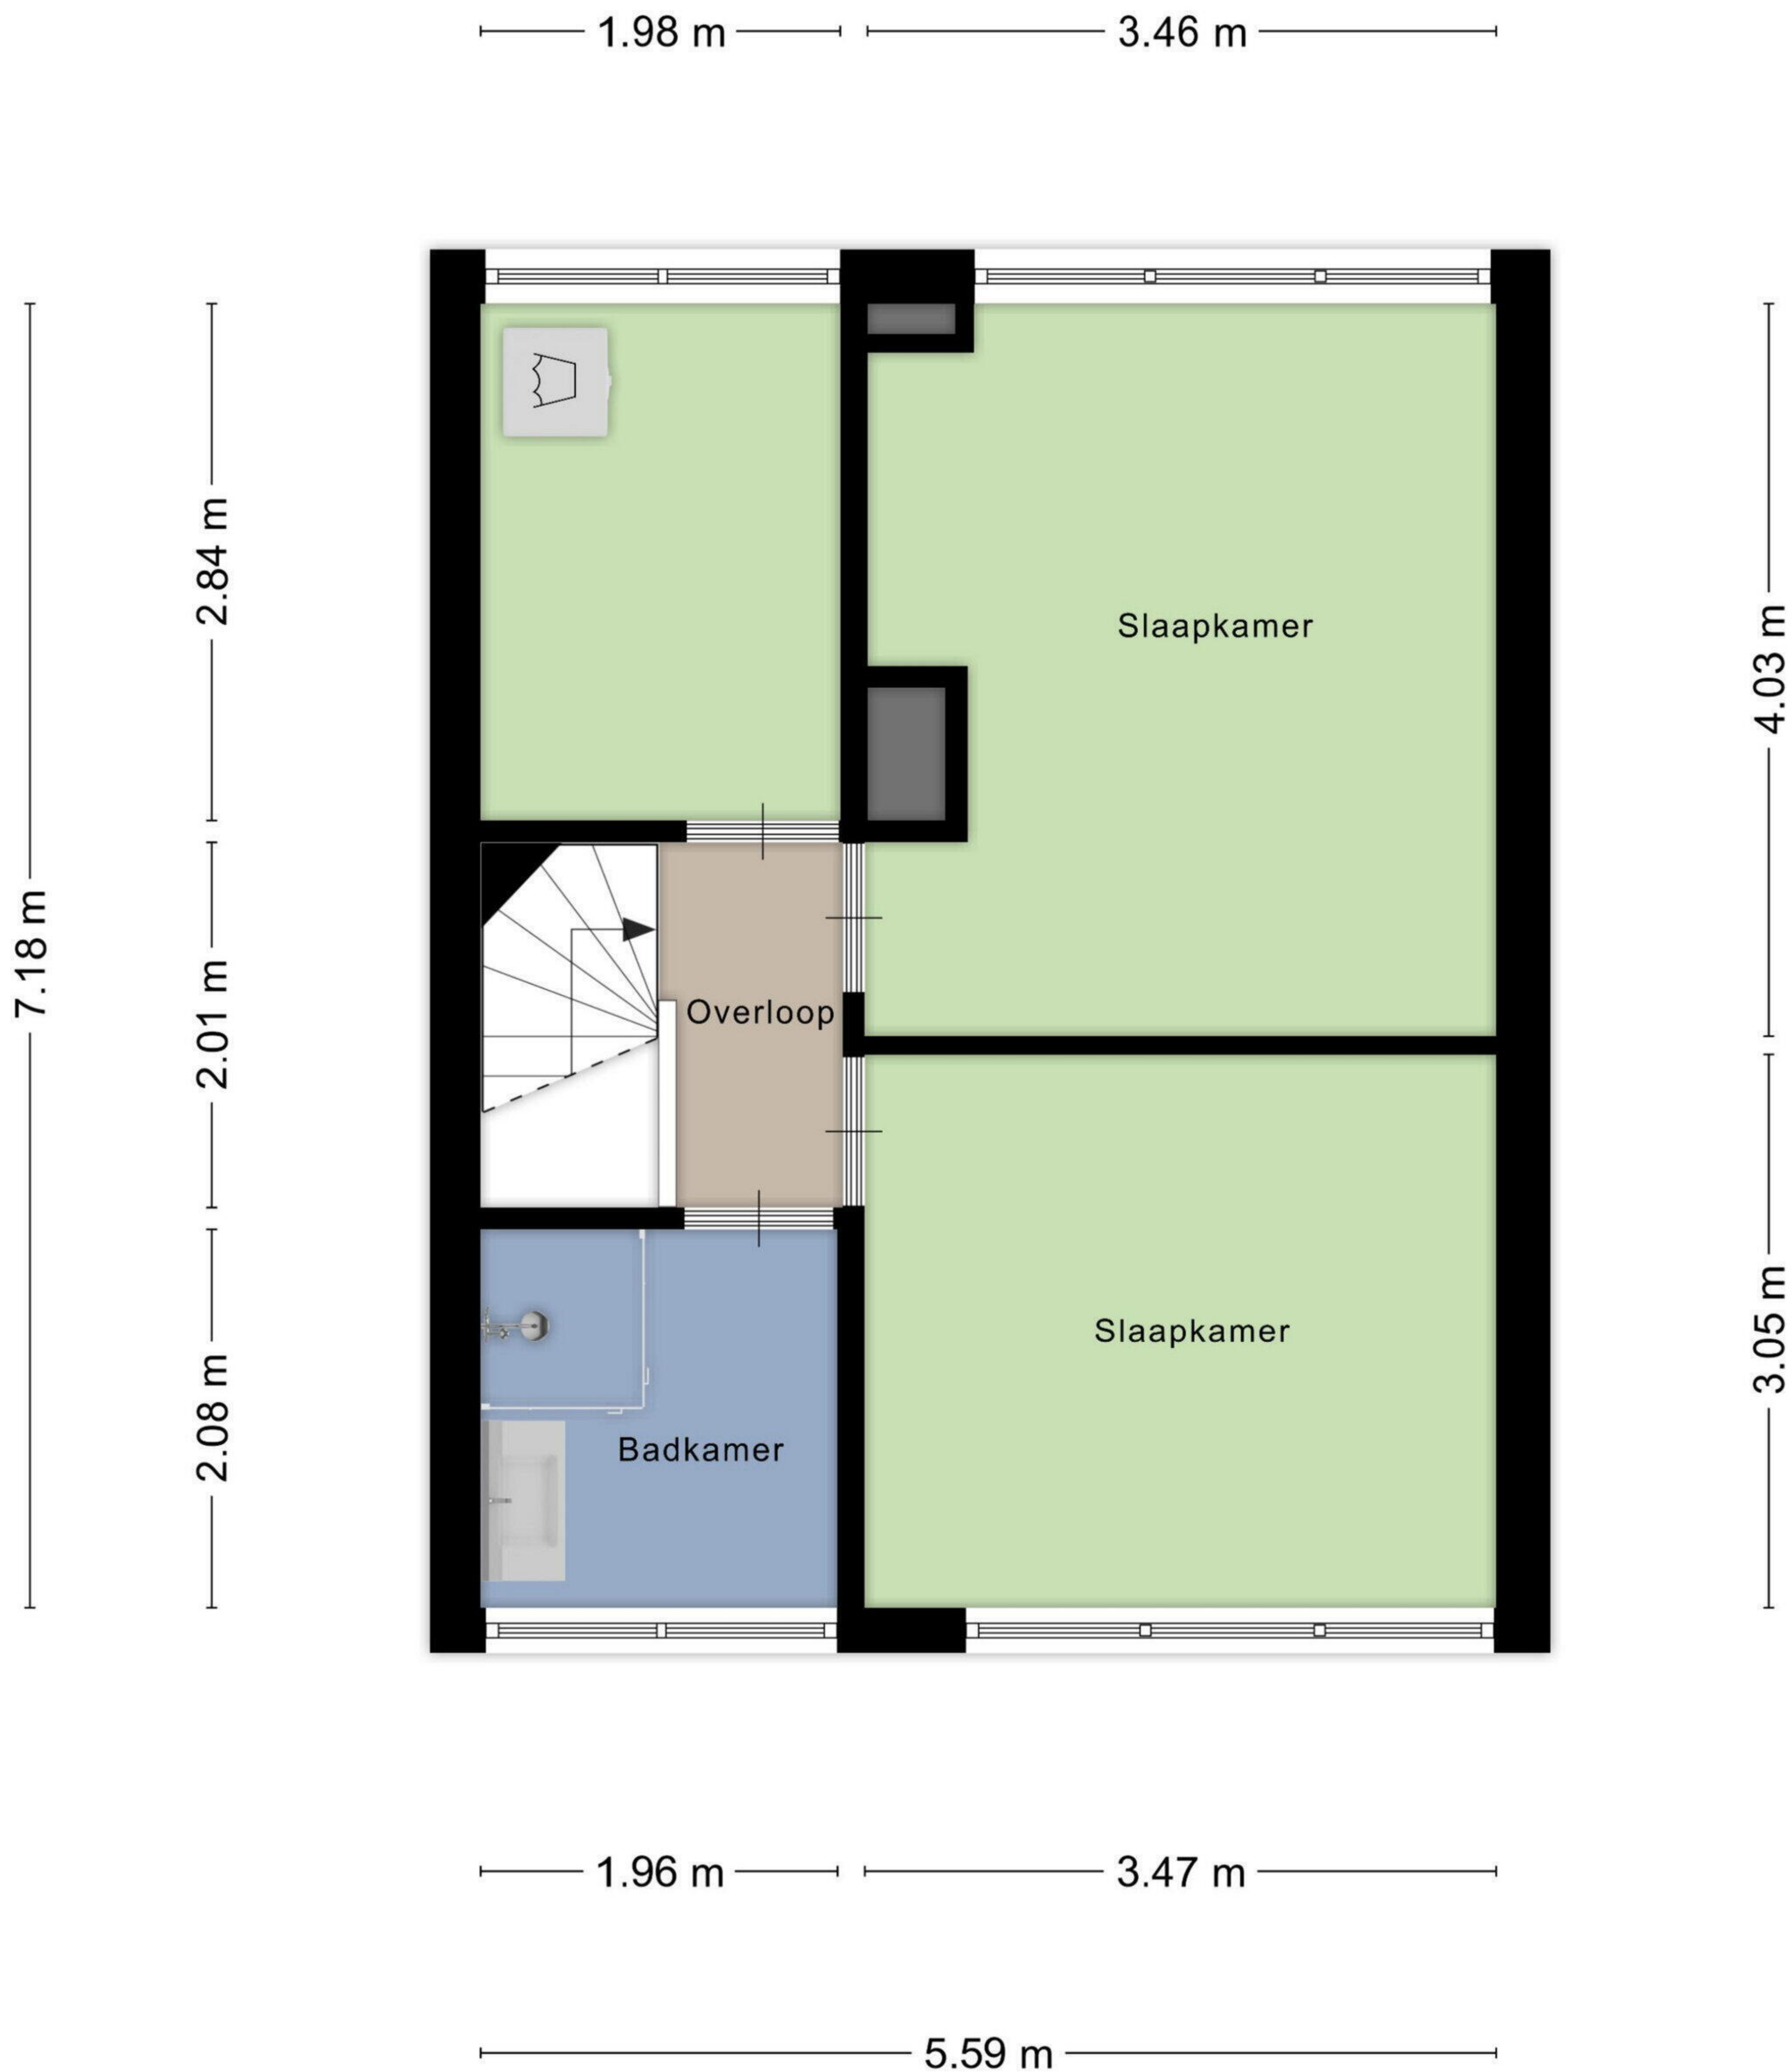 1.98 m
3.46 m
2.84 m
Slaapkamer
4.03 m
7.18 m
2.01 m
Overloop
3.05 m
Slaapkamer
2.08 m
Badkamer
1.96 m
3.47 m
5.59 m